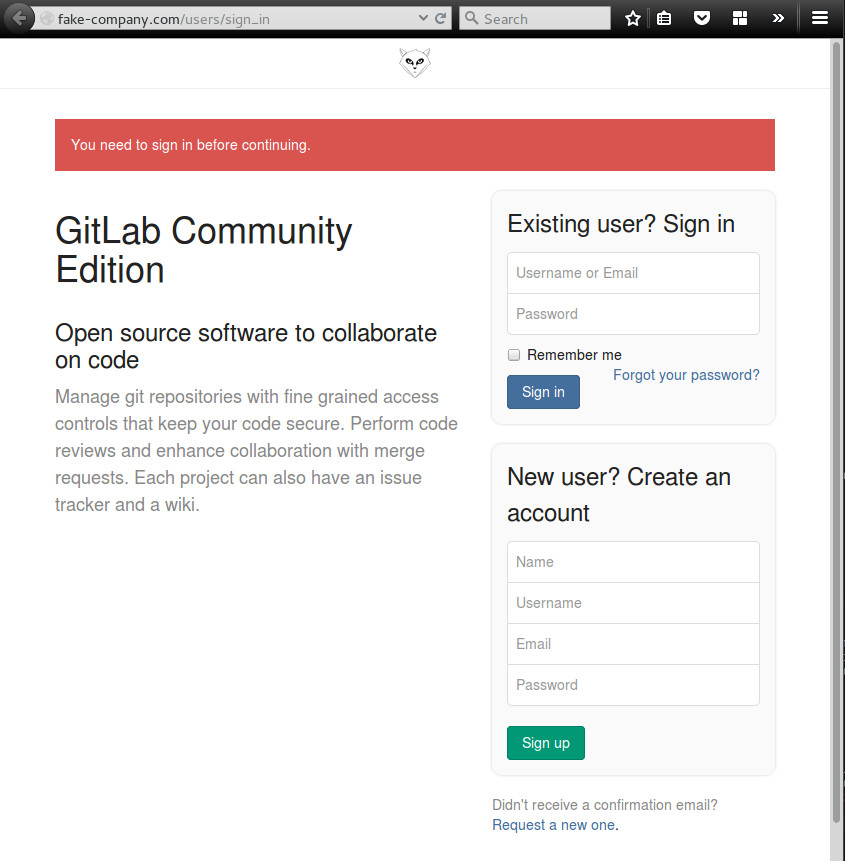 fake-company.com/users/sign_in
Search
You need to sign in before continuing.
GitLab Community
Edition
Open source software to collaborate
on code
Manage git repositories with fine grained access
controls that keep your code secure. Perform code
reviews and enhance collaboration with merge
requests. Each project can also have an issue
tracker and a wiki.
Existing user? Sign in
Username or Email
Password
Remember me
Forgot your password?
Sign in
New user? Create an
account
Name
Username
Email
Password
Sign up
Didn't receive a confirmation email?
Request a new one.